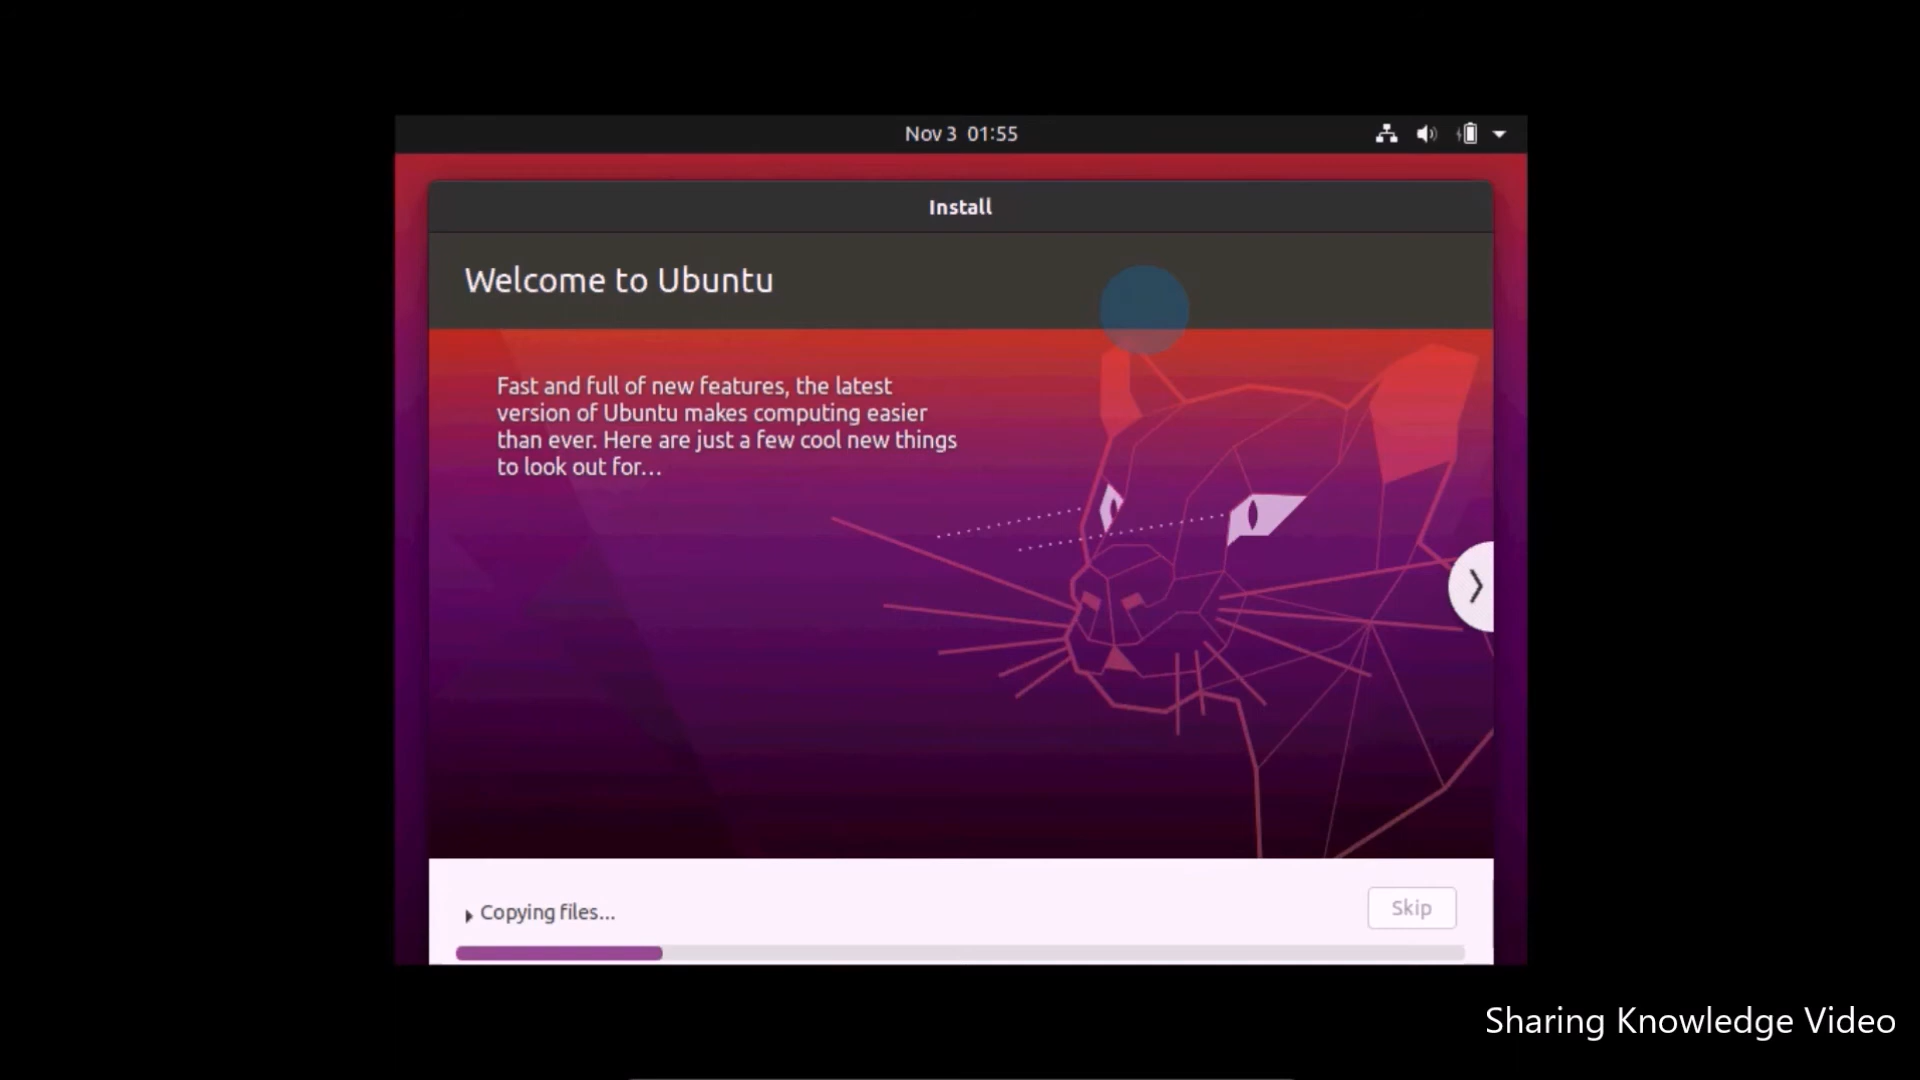 Nov 3 01:55
Install
Welcome to Ubuntu
Fast and full of new features, the latest
version of Ubuntu makes computing easier
than ever. Here are just a few cool new things
to look out for...
Copying files...
Skip
Sharing Knowledge Video